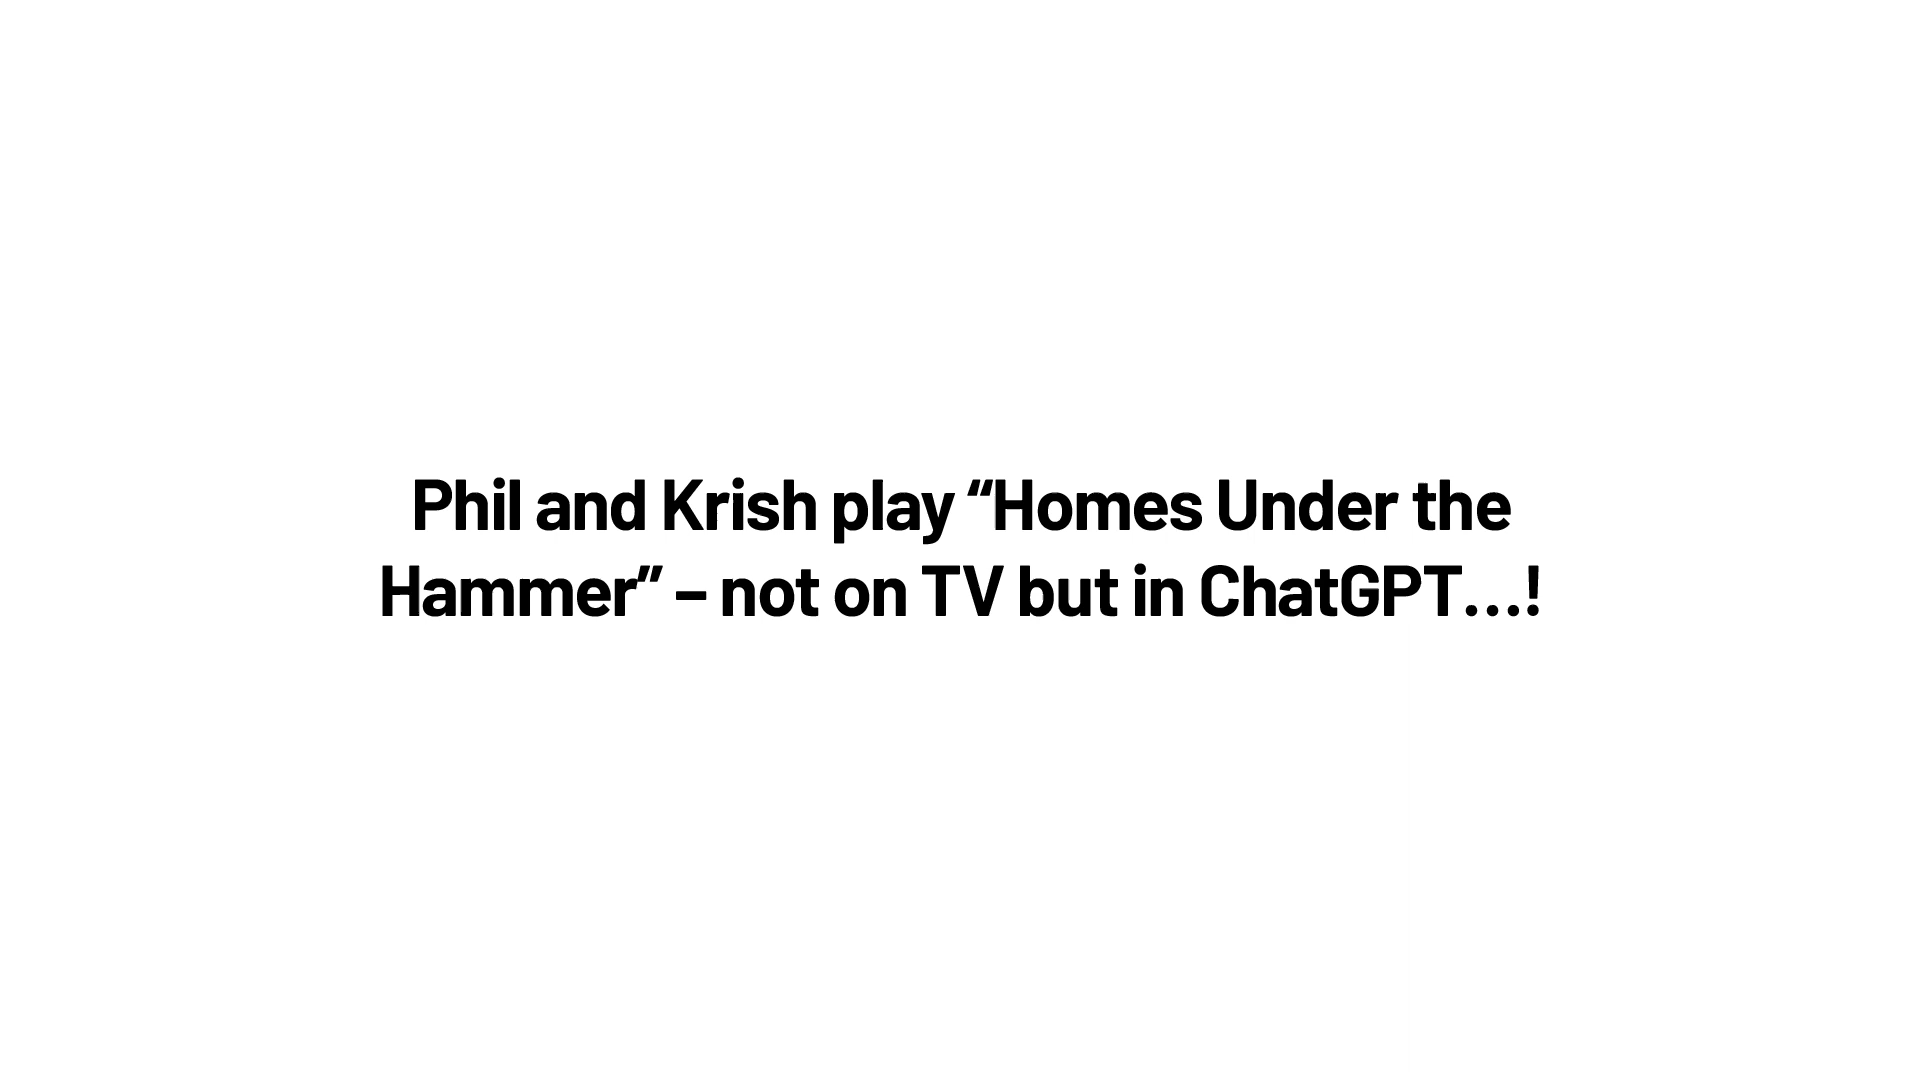 Phil and Krish play “Homes Under the
Hammer” – not on TV but in ChatGPT…!